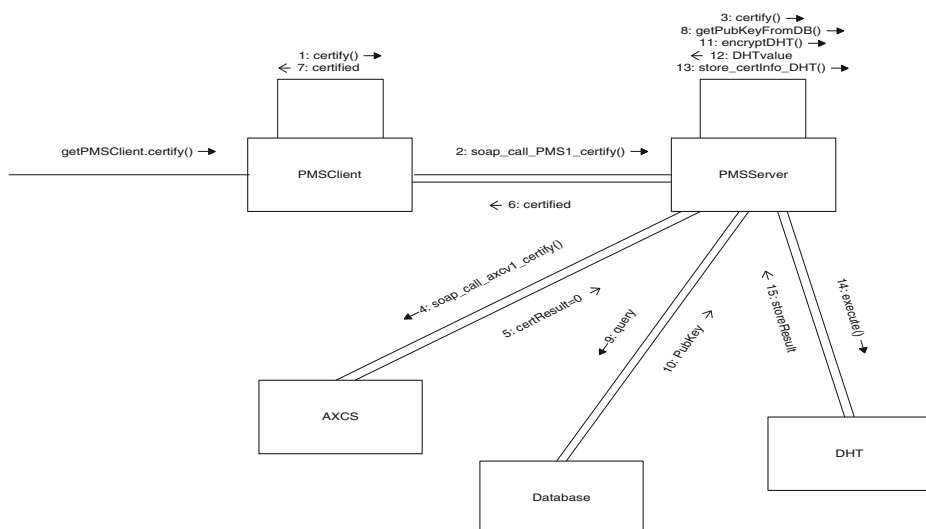 3: certify()
8: getPubKeyFromDB()
11: encryptDHT()
12: DHTvalue
13: store_certInfo_DHT()
1: certify()
7: certified
getPMSClient.certify()
PMSClient
2: soap_call_PMS1_certify()
PMSServer
6: certified
4: soap_call_axcv1_certify()
5: certResult=0
9: query
10: PubKey
15: storeResult
14: execute()
AXCS
Database
DHT